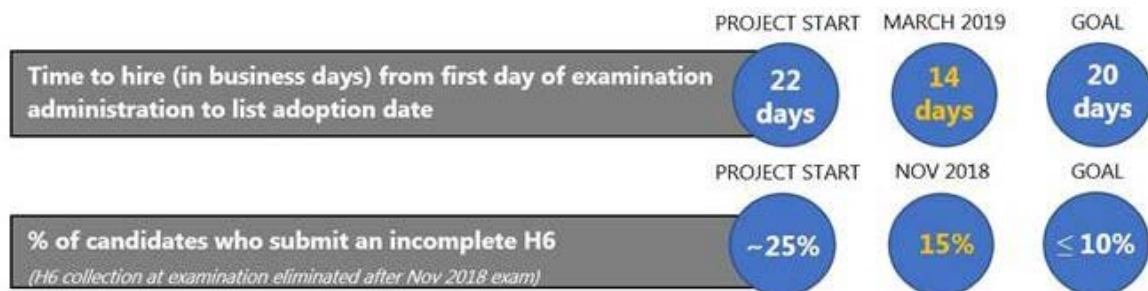 PROJECT START MARCH 2019 GOAL
Time to hire (in business days) from first day of examination
administration to list adoption date
22
days
14
days
20
days
PROJECT START NOV 2018 GOAL
% of candidates who submit an incomplete H6
(H6 collection at examination eliminated after Nov 2018 exam)
~25%
15%
≤ 10%